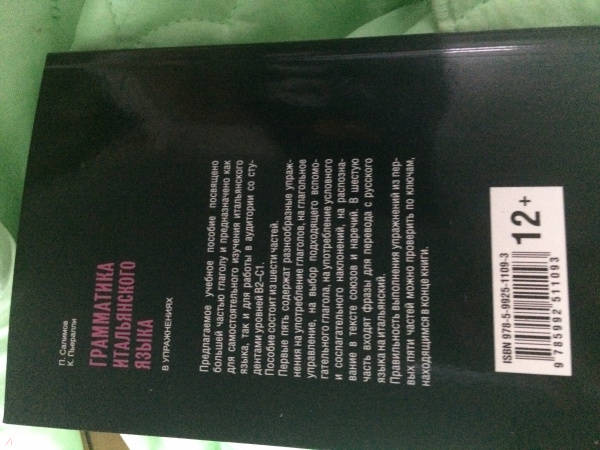 П. Салимов
К. Пьералли
ГРАММАТИКА
ИТАЛЬЯНСКОГО
ЯЗЫКА
В УПРАЖНЕНИЯХ
Предлагаемое учебное пособие посвящено
большей частью глаголу и предназначено как
для самостоятельного изучения итальянского
языка, так и для работы в аудитории со сту-
дентами уровней В2–С1.
Пособие состоит из шести частей.
Первые пять содержат разнообразные упраж-
нения на употребление глаголов, на глагольное
управление, на выбор подходящего вспомо-
гательного глагола, на употребление условного
и сослагательного наклонений, на распозна-
вание в тексте союзов и наречий. В шестую
часть входят фразы для перевода с русского
языка на итальянский.
Правильность выполнения упражнений из пер-
вых пяти частей можно проверить по ключам,
находящимся в конце книги.
ISBN 978-5-9925-1109-3
9 785992 511093
12+